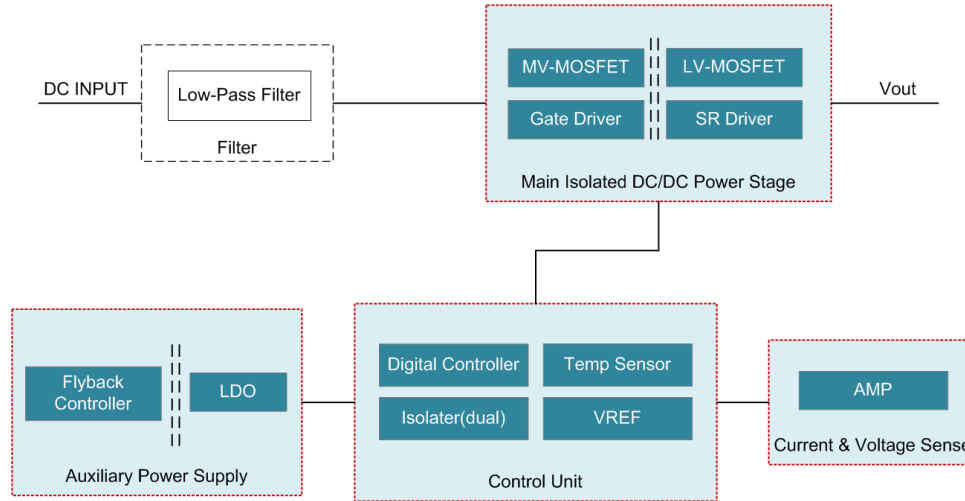 DC INPUT
Low-Pass Filter
Filter
MV-MOSFET
LV-MOSFET
Gate Driver
SR Driver
Main Isolated DC/DC Power Stage
Vout
Flyback
Controller
LDO
Auxiliary Power Supply
Digital Controller
Temp Sensor
Isolater(dual)
VREF
Control Unit
AMP
Current & Voltage Sense